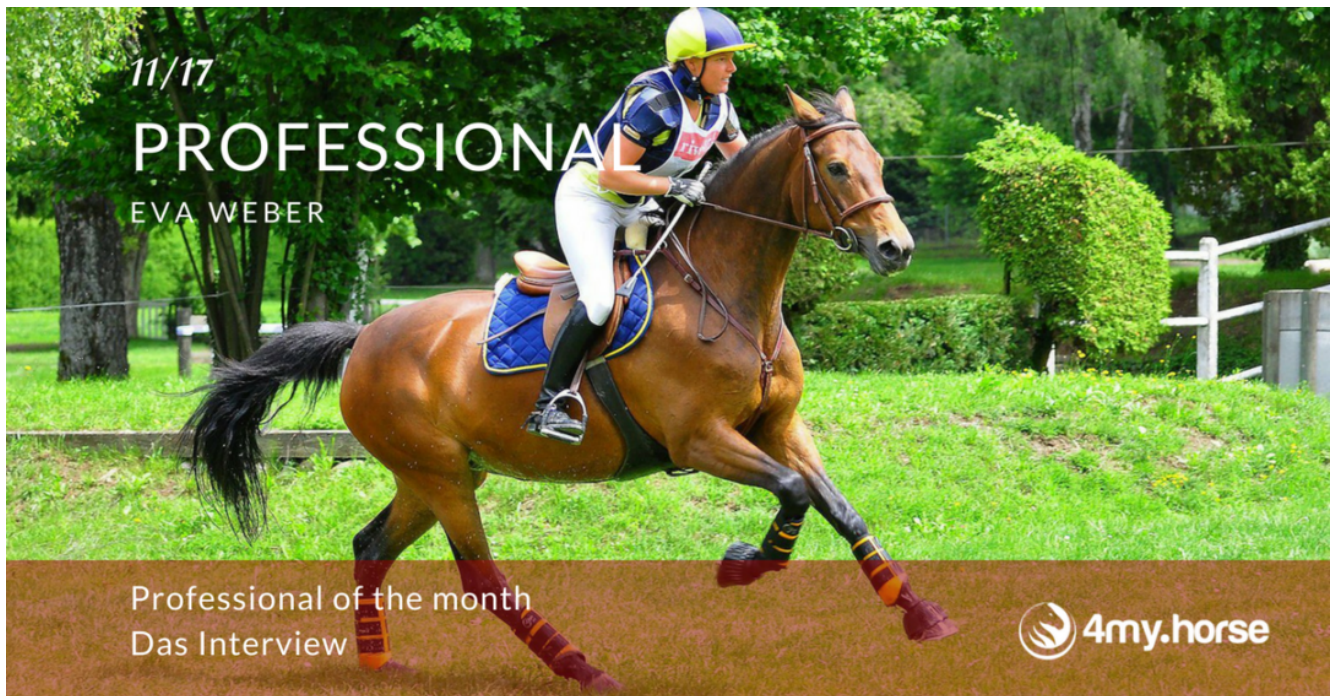 11/17
PROFESSIONAL
EVA WEBER
Professional of the month
Das Interview
4my.horse